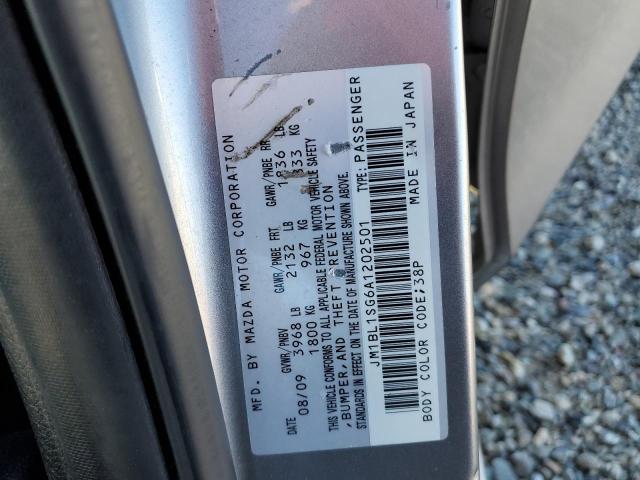 MFD. BY MAZDA MOTOR CORPORATION
DATE GVWR/PNBV GAWR/PNBE FRT GAWR/PNBE RR
08/09 3968 LB 2132 LB 1836 LB
1800 KG 967 KG 833 KG
THIS VEHICLE CONFORMS TO ALL APPLICABLE FEDERAL MOTOR VEHICLE SAFETY
, BUMPER, AND THEFT PREVENTION
STANDARDS IN EFFECT ON THE DATE OF MANUFACTURE SHOWN ABOVE.
JM1BL1SG6A1202501 TYPE: PASSENGER
BODY COLOR CODE;38P MADE IN JAPAN